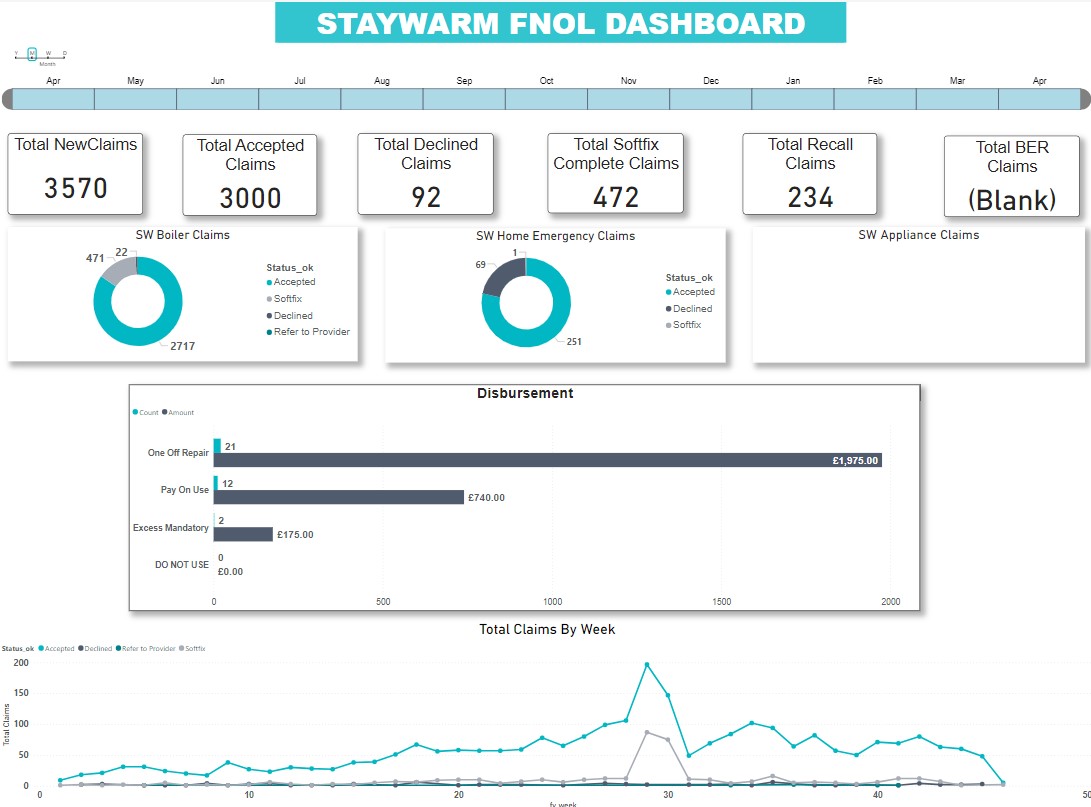 STAYWARM FNOL DASHBOARD
Y M W D
Month
Apr May Jun Jul Aug Sep Oct Nov Dec Jan Feb Mar Apr
Total NewClaims
3570
Total Accepted
Claims
3000
Total Declined
Claims
92
Total Softfix
Complete Claims
472
Total Recall
Claims
234
Total BER
Claims
(Blank)
SW Boiler Claims
471
22
2717
Status_ok
Accepted
Softfix
Declined
Refer to Provider
SW Home Emergency Claims
1
69
251
Status_ok
Accepted
Declined
Softfix
SW Appliance Claims
Disbursement
Count Amount
One Off Repair
21
£1,975.00
Pay On Use
12
£740.00
Excess Mandatory
2
£175.00
DO NOT USE
0
£0.00
0 500 1000 1500 2000
Total Claims By Week
Status_ok Accepted Declined Refer to Provider Softfix
Total Claims
200
150
100
50
0
0 10 20 30 40 50
fy week